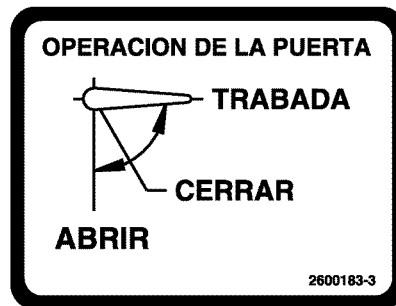 OPERACION DE LA PUERTA
TRABADA
CERRAR
ABRIR
2600183-3